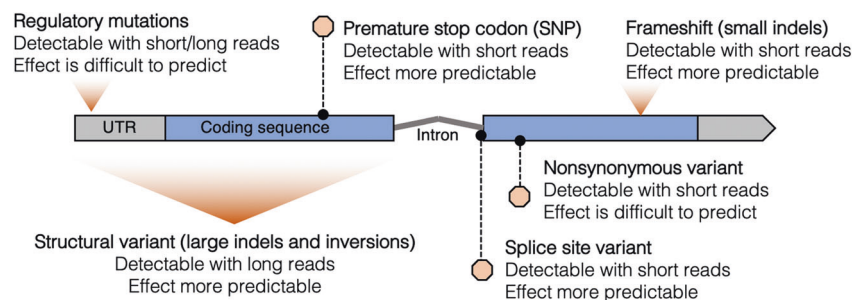 Regulatory mutations
Detectable with short/long reads
Effect is difficult to predict
Premature stop codon (SNP)
Detectable with short reads
Effect more predictable
Frameshift (small indels)
Detectable with short reads
Effect more predictable
UTR
Coding sequence
Intron
Nonsynonymous variant
Detectable with short reads
Effect is difficult to predict
Structural variant (large indels and inversions)
Detectable with long reads
Effect more predictable
Splice site variant
Detectable with short reads
Effect more predictable